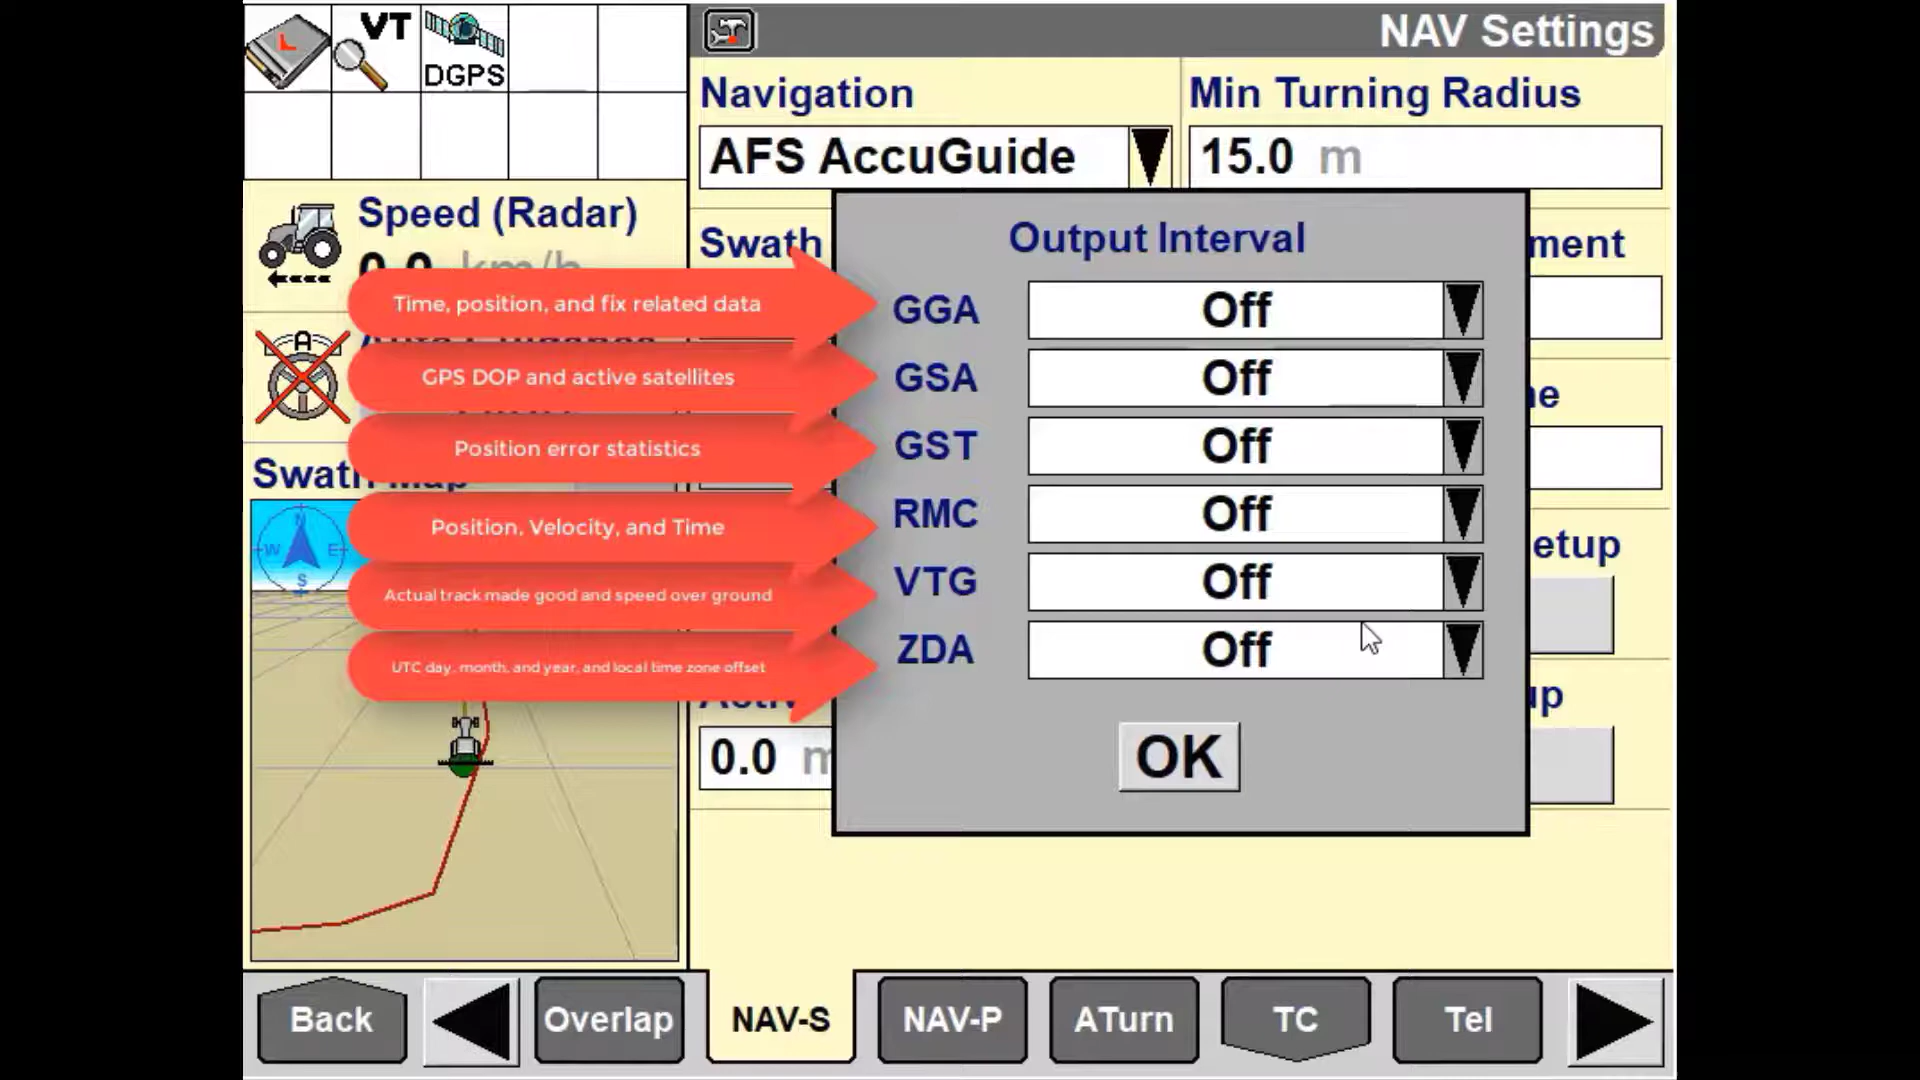 VT
DGPS
NAV Settings
Navigation
Min Turning Radius
AFS AccuGuide
15.0 m
Speed (Radar)
Swath
ment
Output Interval
Time, position, and fix related data
GGA Off
GPS DOP and active satellites
GSA Off
Position error statistics
GST Off
Position, Velocity, and Time
RMC Off
Actual track made good and speed over ground
VTG Off
UTC day, month, and year, and local time zone offset
ZDA Off
OK
A
Swath Map
N
W E
S
etup
up
0.0 m
Back
Overlap
NAV-S
NAV-P
ATurn
TC
Tel